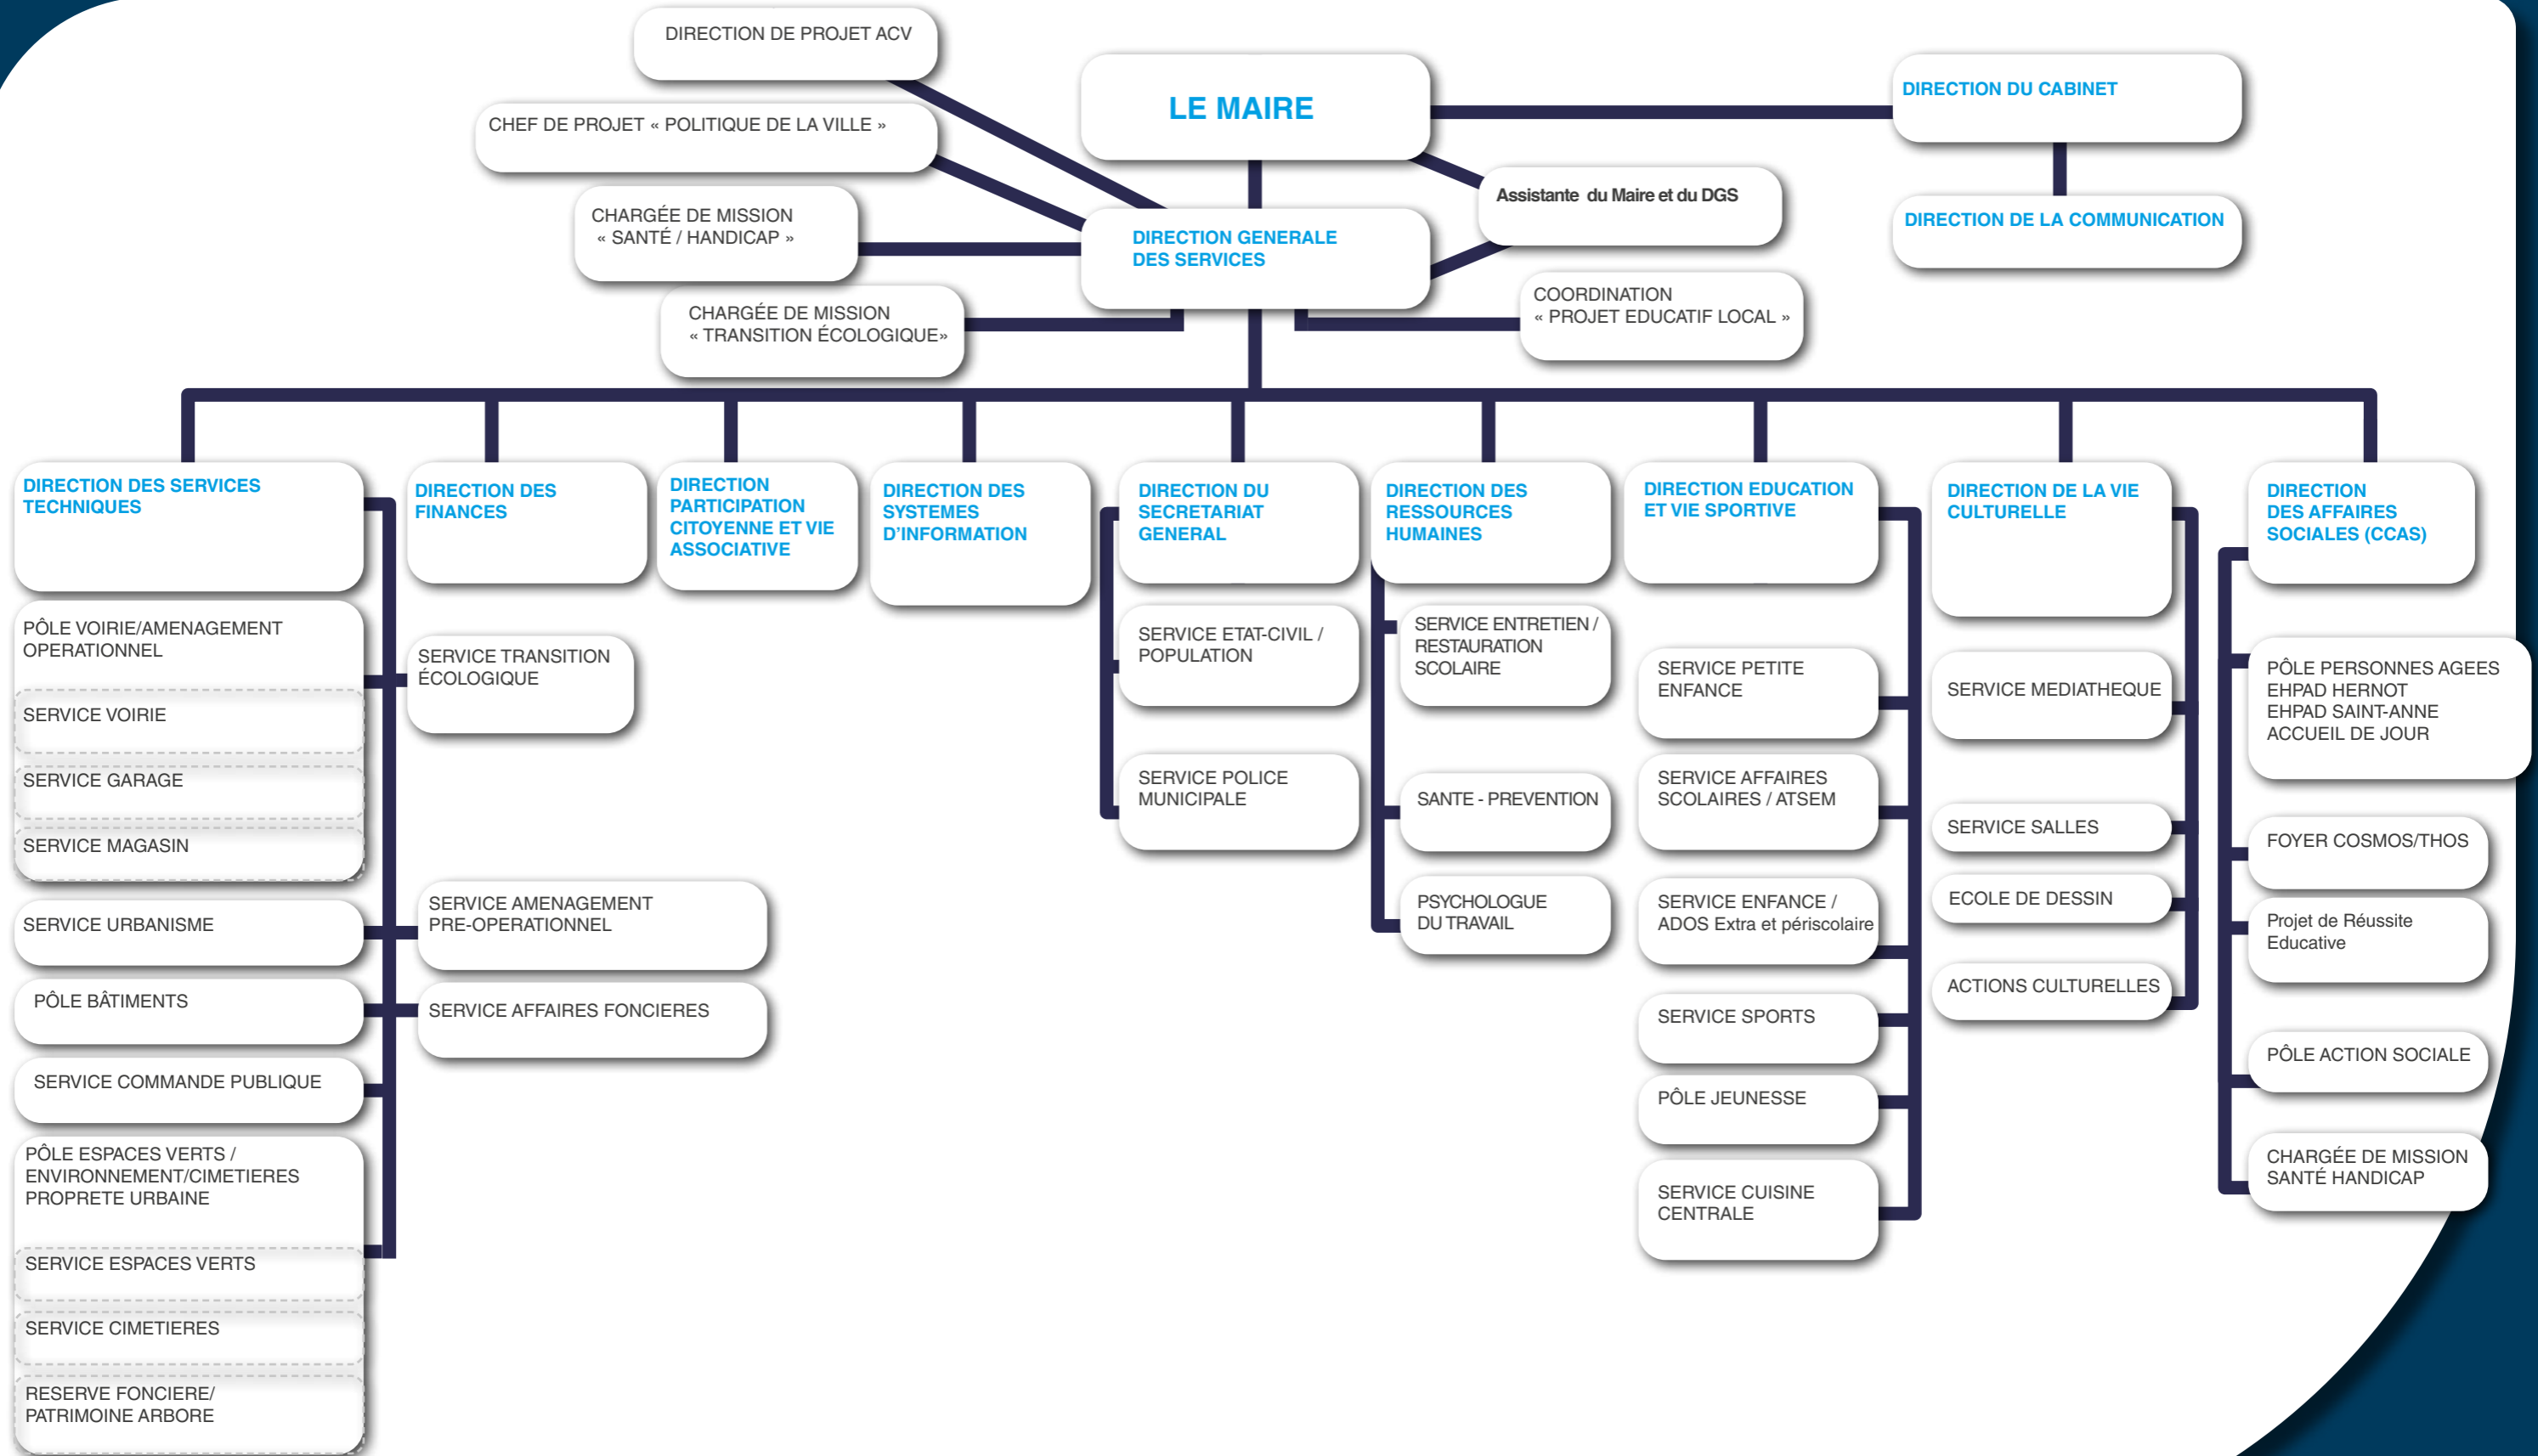 DIRECTION DE PROJET ACV
CHEF DE PROJET « POLITIQUE DE LA VILLE »
CHARGÉE DE MISSION
« SANTÉ / HANDICAP »
CHARGÉE DE MISSION
« TRANSITION ÉCOLOGIQUE»
LE MAIRE
DIRECTION GENERALE
DES SERVICES
Assistante du Maire et du DGS
COORDINATION
« PROJET EDUCATIF LOCAL »
DIRECTION DU CABINET
DIRECTION DE LA COMMUNICATION
DIRECTION DES SERVICES
TECHNIQUES
PÔLE VOIRIE/AMENAGEMENT
OPERATIONNEL
SERVICE VOIRIE
SERVICE GARAGE
SERVICE MAGASIN
SERVICE URBANISME
PÔLE BÂTIMENTS
SERVICE COMMANDE PUBLIQUE
PÔLE ESPACES VERTS /
ENVIRONNEMENT/CIMETIERES
PROPRETE URBAINE
SERVICE ESPACES VERTS
SERVICE CIMETIERES
RESERVE FONCIERE/
PATRIMOINE ARBORE
DIRECTION DES
FINANCES
SERVICE TRANSITION
ÉCOLOGIQUE
SERVICE AMENAGEMENT
PRE-OPERATIONNEL
SERVICE AFFAIRES FONCIERES
DIRECTION
PARTICIPATION
CITOYENNE ET VIE
ASSOCIATIVE
DIRECTION DES
SYSTEMES
D'INFORMATION
DIRECTION DU
SECRETARIAT
GENERAL
SERVICE ETAT-CIVIL /
POPULATION
SERVICE POLICE
MUNICIPALE
DIRECTION DES
RESSOURCES
HUMAINES
SERVICE ENTRETIEN /
RESTAURATION
SCOLAIRE
SANTE - PREVENTION
PSYCHOLOGUE
DU TRAVAIL
DIRECTION EDUCATION
ET VIE SPORTIVE
SERVICE PETITE
ENFANCE
SERVICE AFFAIRES
SCOLAIRES / ATSEM
SERVICE ENFANCE /
ADOS Extra et périscolaire
SERVICE SPORTS
PÔLE JEUNESSE
SERVICE CUISINE
CENTRALE
DIRECTION DE LA VIE
CULTURELLE
SERVICE MEDIATHEQUE
SERVICE SALLES
ECOLE DE DESSIN
ACTIONS CULTURELLES
DIRECTION
DES AFFAIRES
SOCIALES (CCAS)
PÔLE PERSONNES AGEES
EHPAD HERNOT
EHPAD SAINT-ANNE
ACCUEIL DE JOUR
FOYER COSMOS/THOS
Projet de Réussite
Educative
PÔLE ACTION SOCIALE
CHARGÉE DE MISSION
SANTÉ HANDICAP